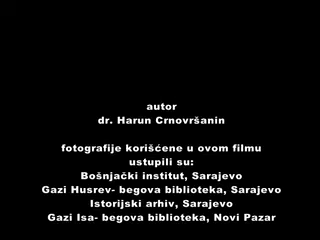 autor
dr. Harun Crnovršanin
fotografije korišćene u ovom filmu
ustupili su:
Bošnjački institut, Sarajevo
Gazi Husrev- begova biblioteka, Sarajevo
Istorijski arhiv, Sarajevo
Gazi Isa- begova biblioteka, Novi Pazar